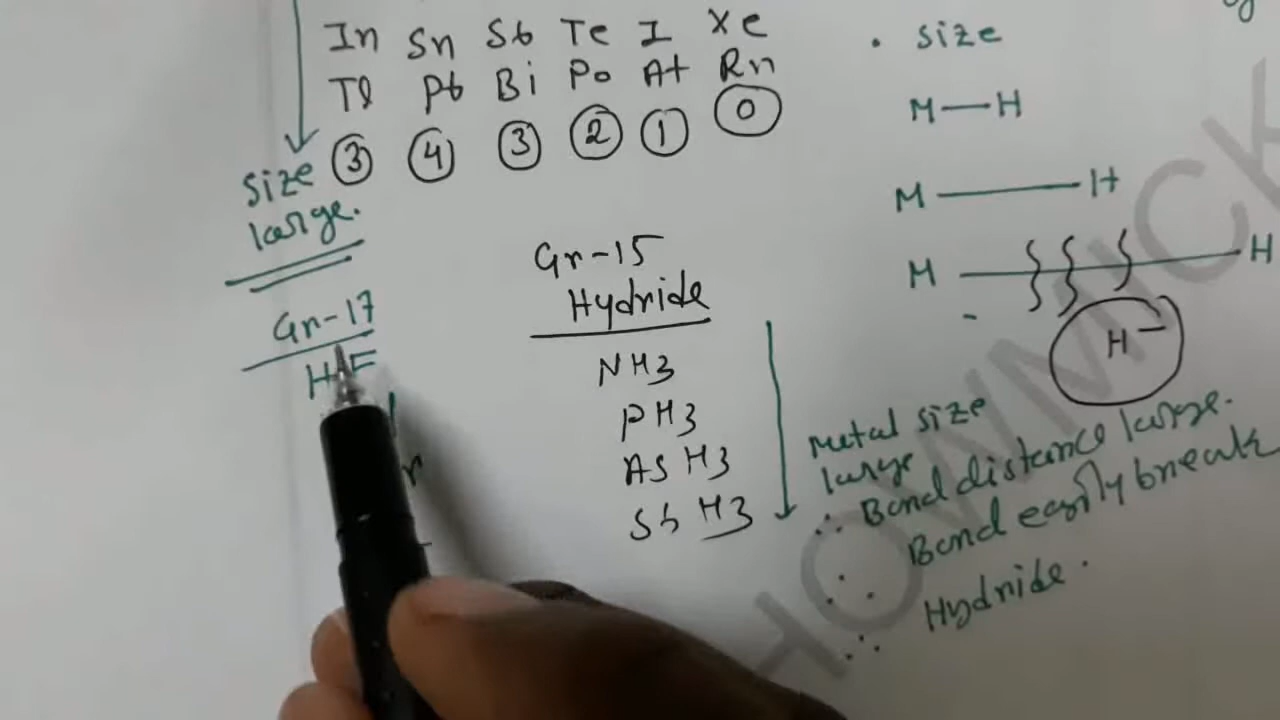 In Sn Sb Te I Xe
Tl Pb Bi Po At Rn
3 4 3 2 1 0
size
large.
Gr-17
HF
Gr-15
Hydride
NH3
PH3
AsH3
SbH3
. size
M—H
M—H
M—H
H-
Metal size
large
∴ Bond distance large.
∴ Bond easily break
∴ Hydride.
HOWMICK